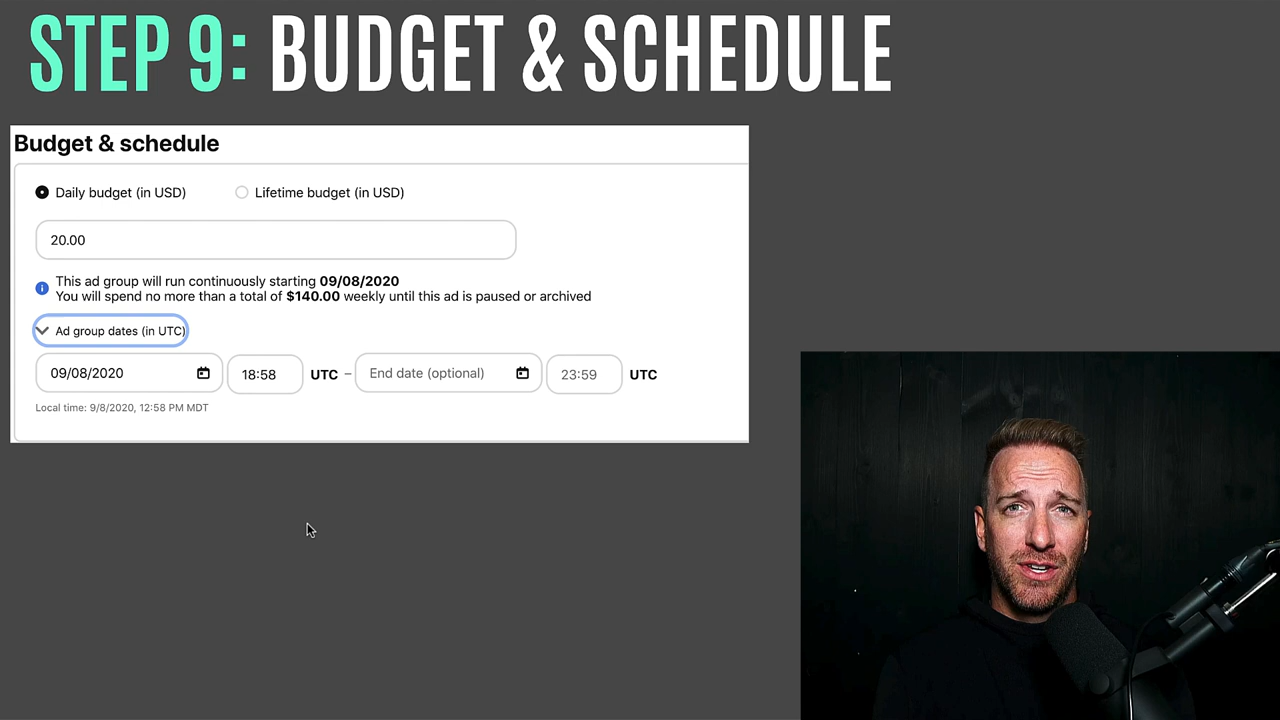 STEP 9: BUDGET & SCHEDULE
Budget & schedule
Daily budget (in USD) Lifetime budget (in USD)
20.00
This ad group will run continuously starting 09/08/2020
You will spend no more than a total of $140.00 weekly until this ad is paused or archived
Ad group dates (in UTC)
09/08/2020 18:58 UTC – End date (optional) 23:59 UTC
Local time: 9/8/2020, 12:58 PM MDT